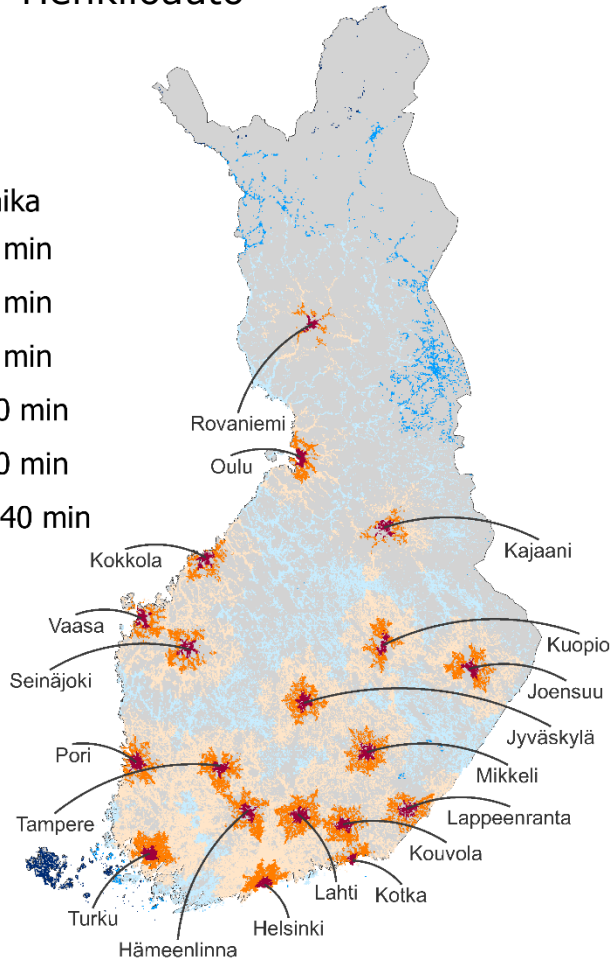 min
min
min
0 min
0 min
40 min
Rovaniemi
Oulu
Kajaani
Kokkola
Vaasa
Kuopio
Seinäjoki
Joensuu
Jyväskylä
Pori
Mikkeli
Tampere
Lappeenranta
Kouvola
Lahti
Kotka
Turku
Helsinki
Hämeenlinna